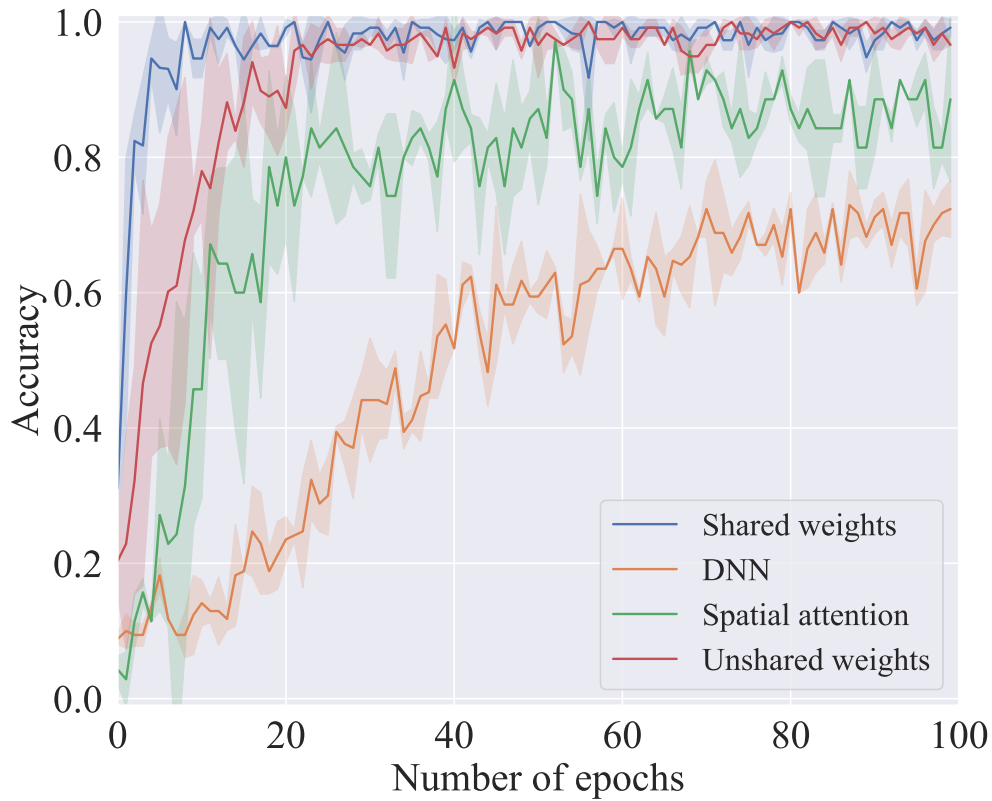 1.0
0.8
0.6
0.4
0.2
0.0
Accuracy
0 20 40 60 80 100
Number of epochs
Shared weights
DNN
Spatial attention
Unshared weights